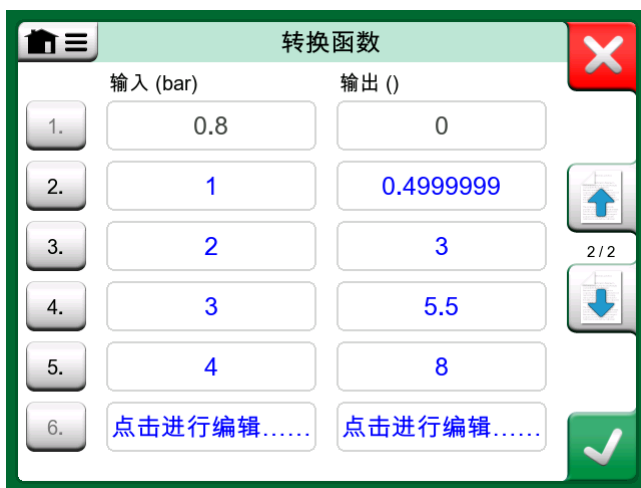 转换函数
输入 (bar) 输出 ()
1. 0.8 0
2. 1 0.4999999
3. 2 3
2 / 2
4. 3 5.5
5. 4 8
6. 点击进行编辑...... 点击进行编辑......